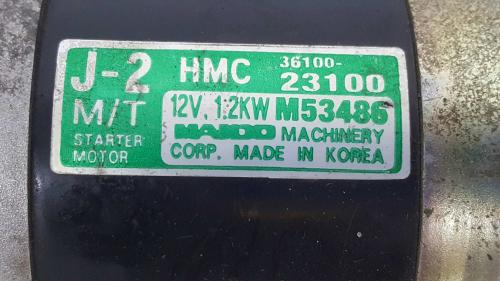 J-2 HMC 36100-
23100
M/T 12V, 1.2KW M53486
STARTER MANDO MACHINERY
MOTOR CORP. MADE IN KOREA